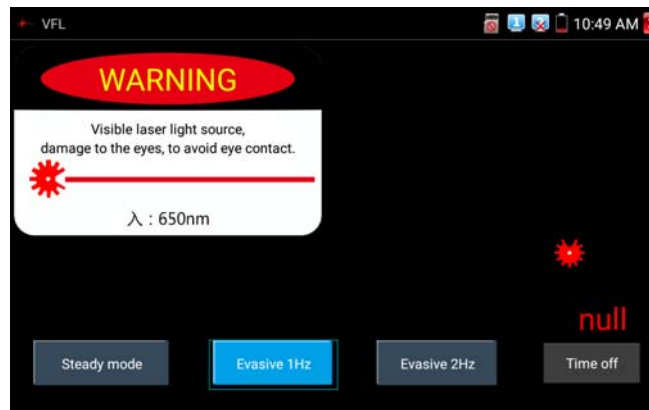 VFL
10:49 AM
WARNING
Visible laser light source,
damage to the eyes, to avoid eye contact.
入 : 650nm
null
Steady mode
Evasive 1Hz
Evasive 2Hz
Time off